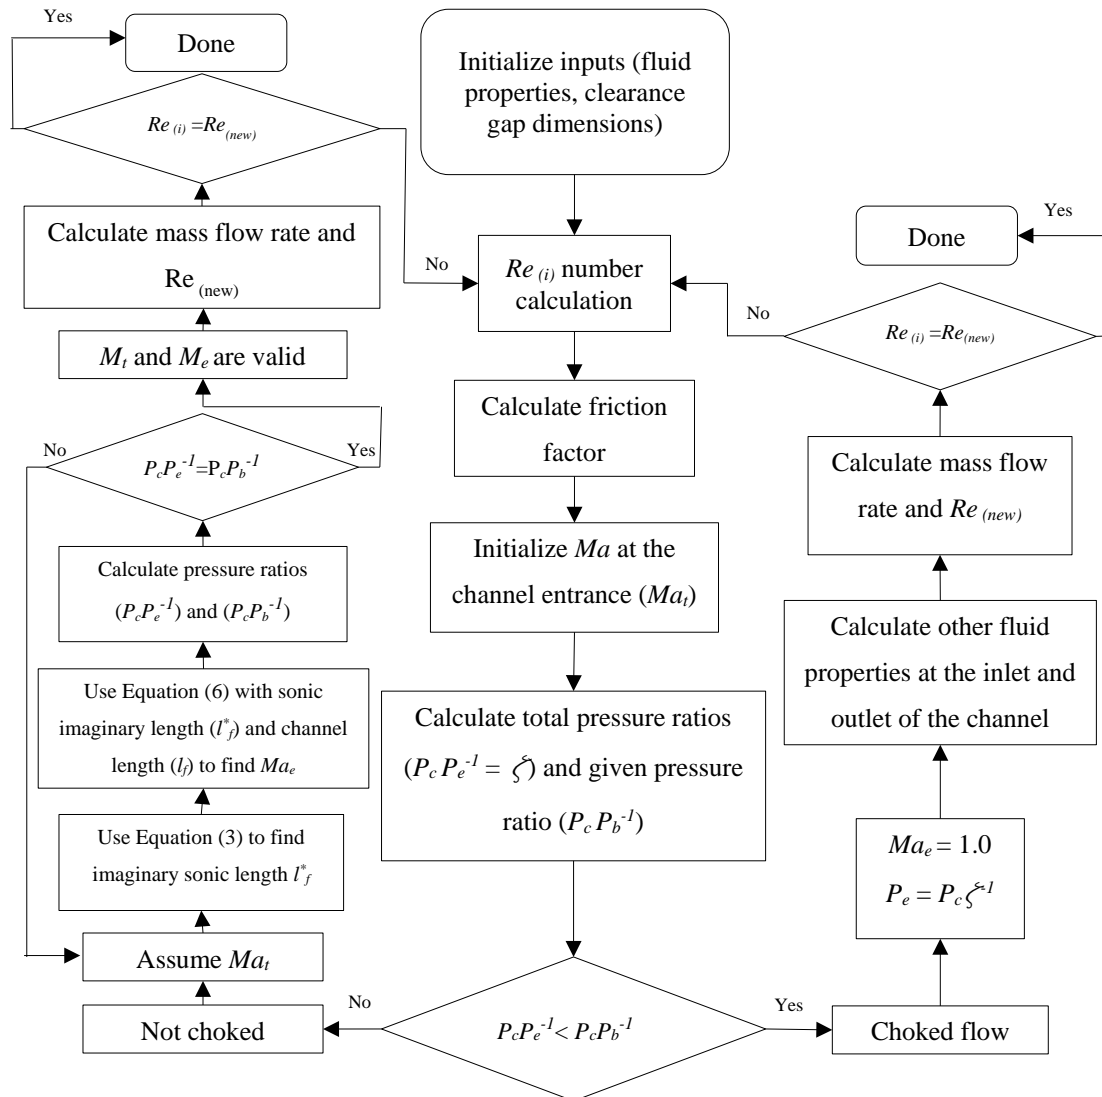 Yes
Done
Re (i) =Re(new)
Calculate mass flow rate and
Re (new)
No
Mt and Me are valid
No
Yes
PcPe-1=PcPb-1
Calculate pressure ratios
(PcPe-1) and (PcPb-1)
Use Equation (6) with sonic
imaginary length (l*f) and channel
length (lf) to find Mae
Use Equation (3) to find
imaginary sonic length l*f
Assume Mat
Not choked
Initialize inputs (fluid
properties, clearance
gap dimensions)
Re (i) number
calculation
Calculate friction
factor
Initialize Ma at the
channel entrance (Mat)
Calculate total pressure ratios
(Pc Pe-1 = ζ) and given pressure
ratio (Pc Pb-1)
No
PcPe-1< PcPb-1
Yes
Choked flow
Mae = 1.0
Pe = Pc ζ-1
Calculate other fluid
properties at the inlet and
outlet of the channel
Calculate mass flow
rate and Re (new)
Re (i) =Re(new)
No
Yes
Done